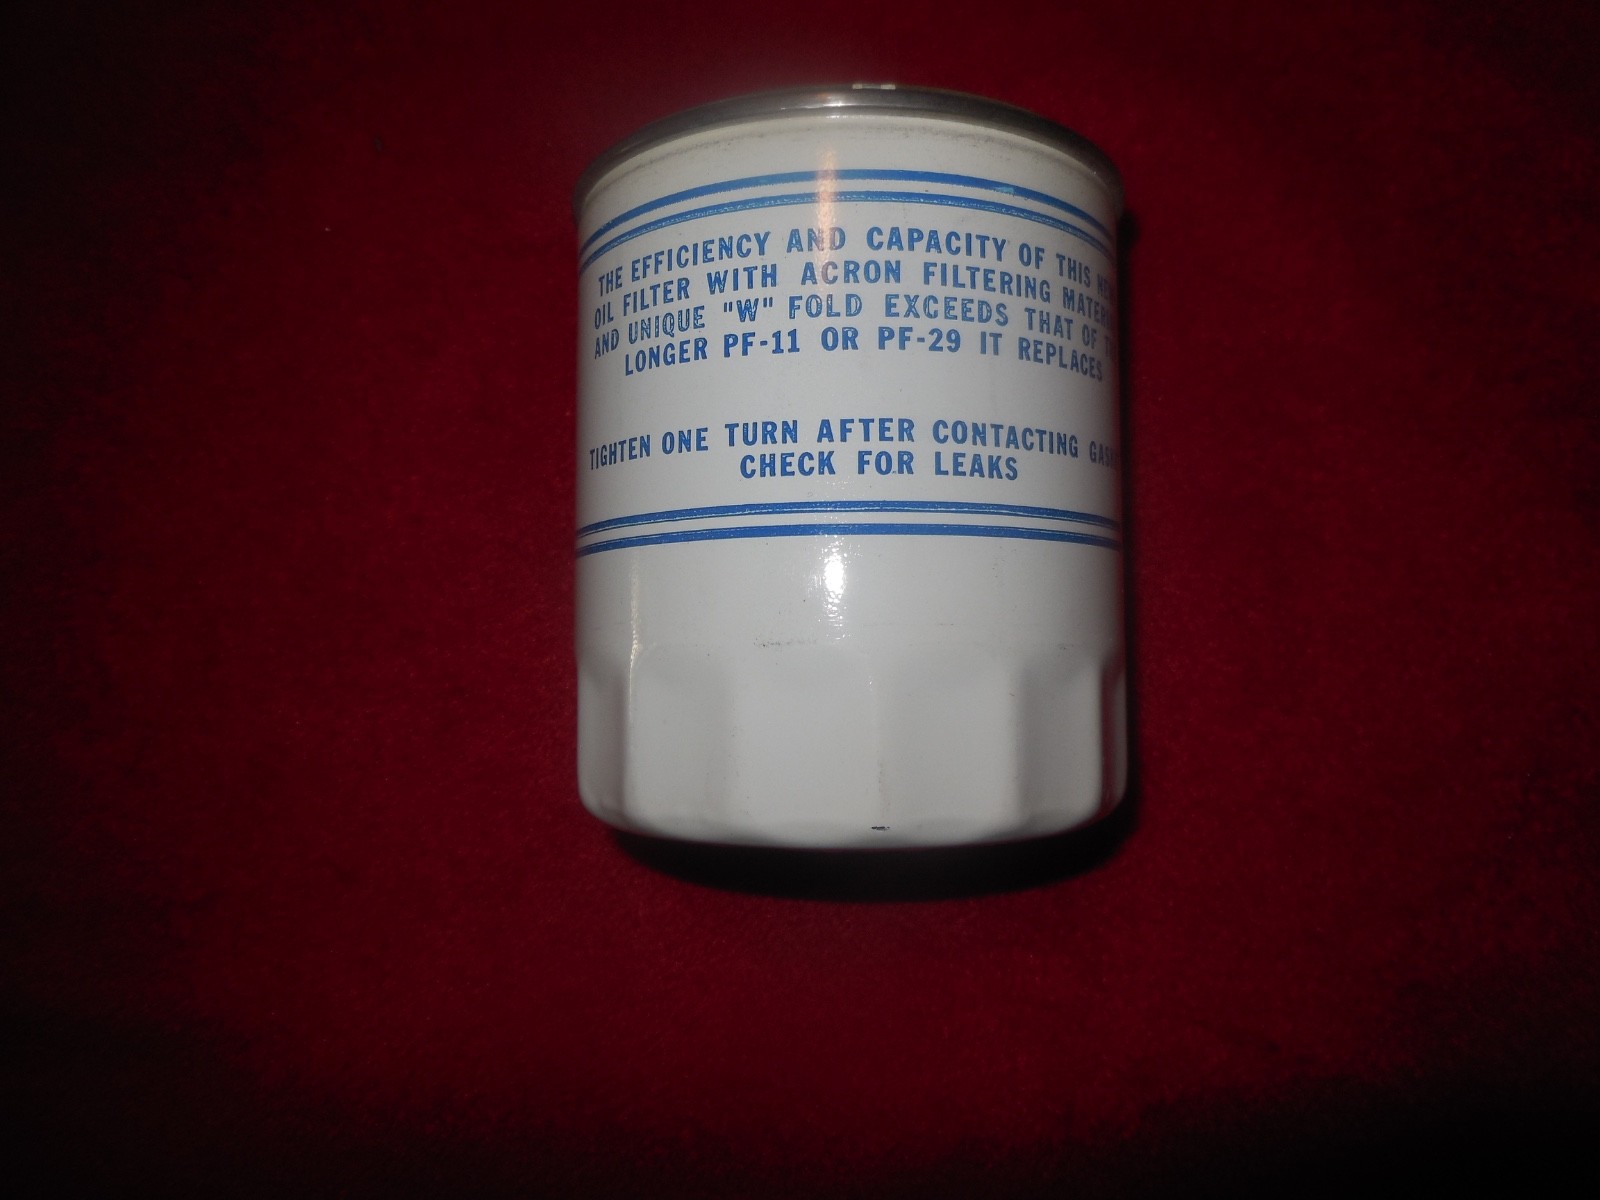 THE EFFICIENCY AND CAPACITY OF THIS NEW
OIL FILTER WITH ACRON FILTERING
AND UNIQUE "W" FOLD EXCEEDS THAT OF
LONGER PF-11 OR PF-29 IT REPLACES
TIGHTEN ONE TURN AFTER CONTACTING
CHECK FOR LEAKS